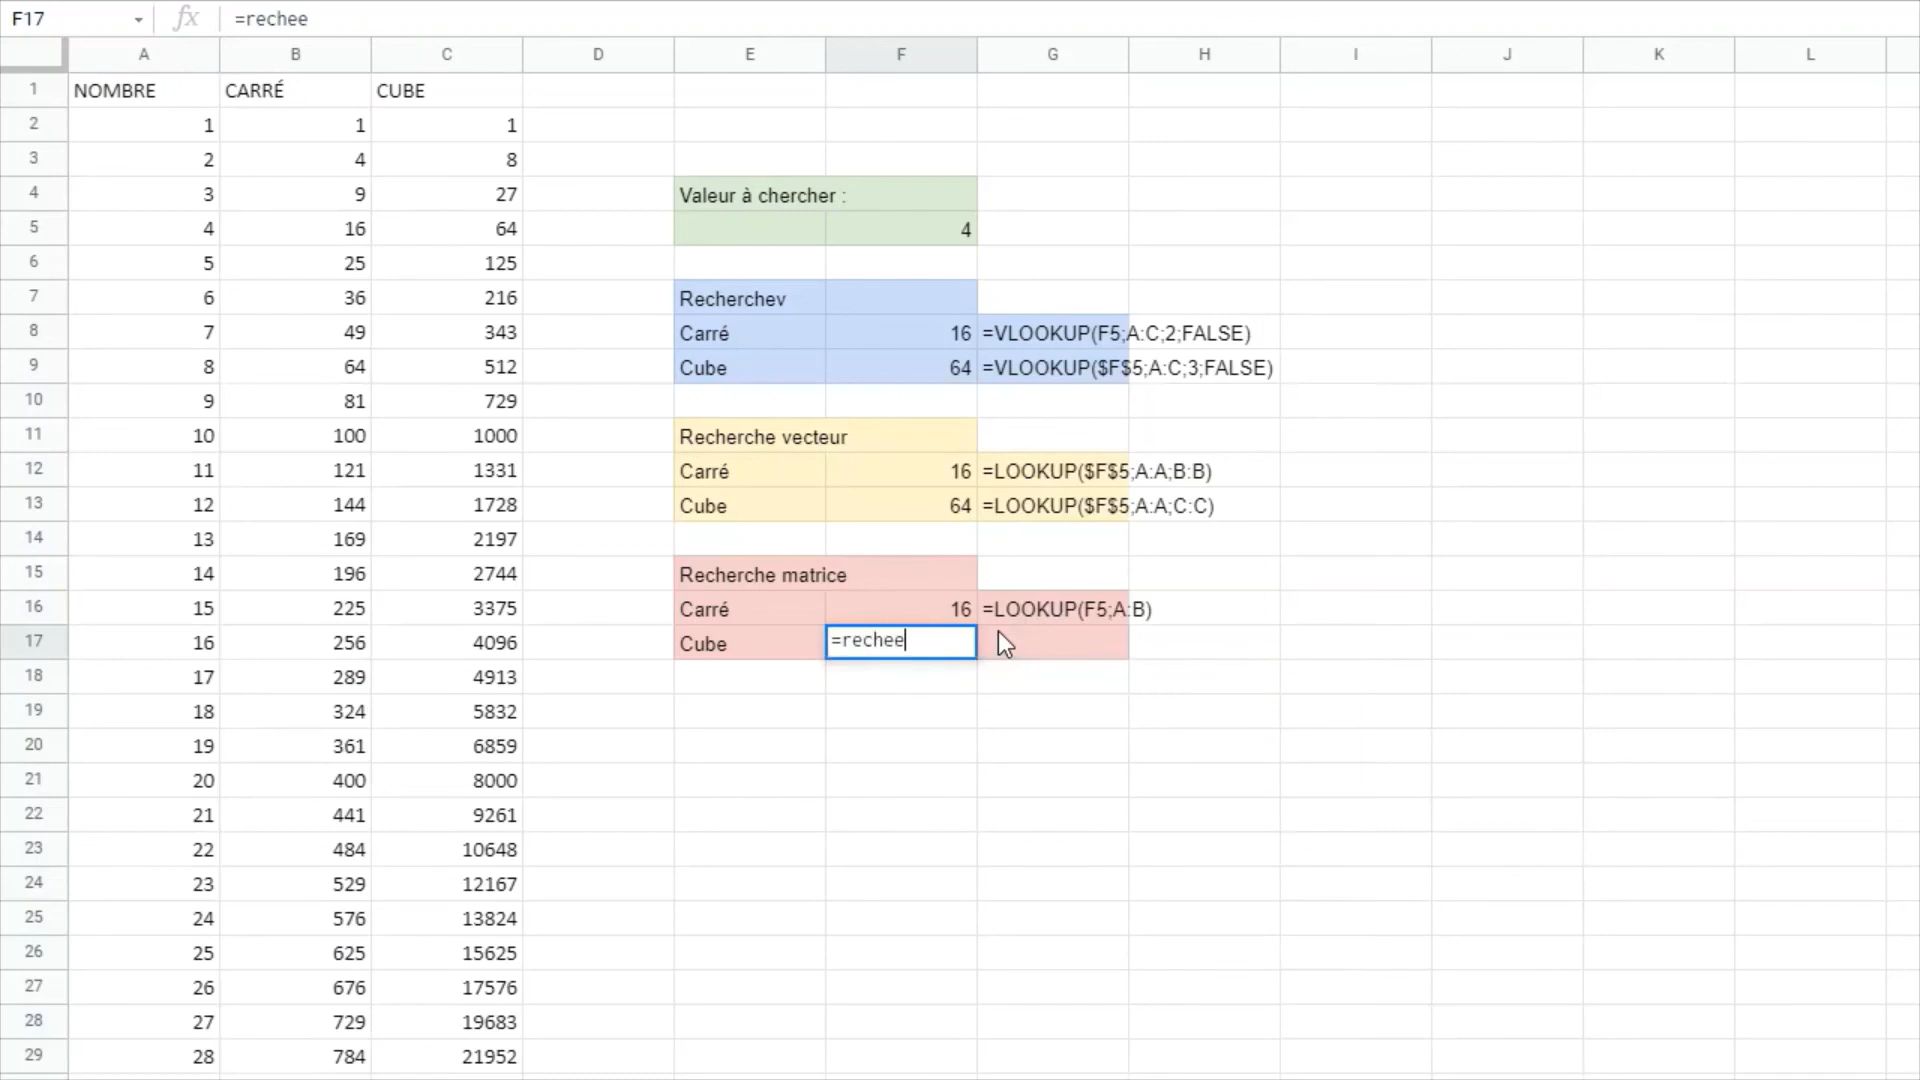 F17 fx =rechee
A B C D E F G H I J K L
1 NOMBRE CARRÉ CUBE
2 1 1 1
3 2 4 8
4 3 9 27 Valeur à chercher :
5 4 16 64 4
6 5 25 125
7 6 36 216 Recherchev
8 7 49 343 Carré 16 =VLOOKUP(F5;A:C;2;FALSE)
9 8 64 512 Cube 64 =VLOOKUP($F$5;A:C;3;FALSE)
10 9 81 729
11 10 100 1000 Recherche vecteur
12 11 121 1331 Carré 16 =LOOKUP($F$5;A:A;B:B)
13 12 144 1728 Cube 64 =LOOKUP($F$5;A:A;C:C)
14 13 169 2197
15 14 196 2744 Recherche matrice
16 15 225 3375 Carré 16 =LOOKUP(F5;A:B)
17 16 256 4096 Cube =rechee
18 17 289 4913
19 18 324 5832
20 19 361 6859
21 20 400 8000
22 21 441 9261
23 22 484 10648
24 23 529 12167
25 24 576 13824
26 25 625 15625
27 26 676 17576
28 27 729 19683
29 28 784 21952